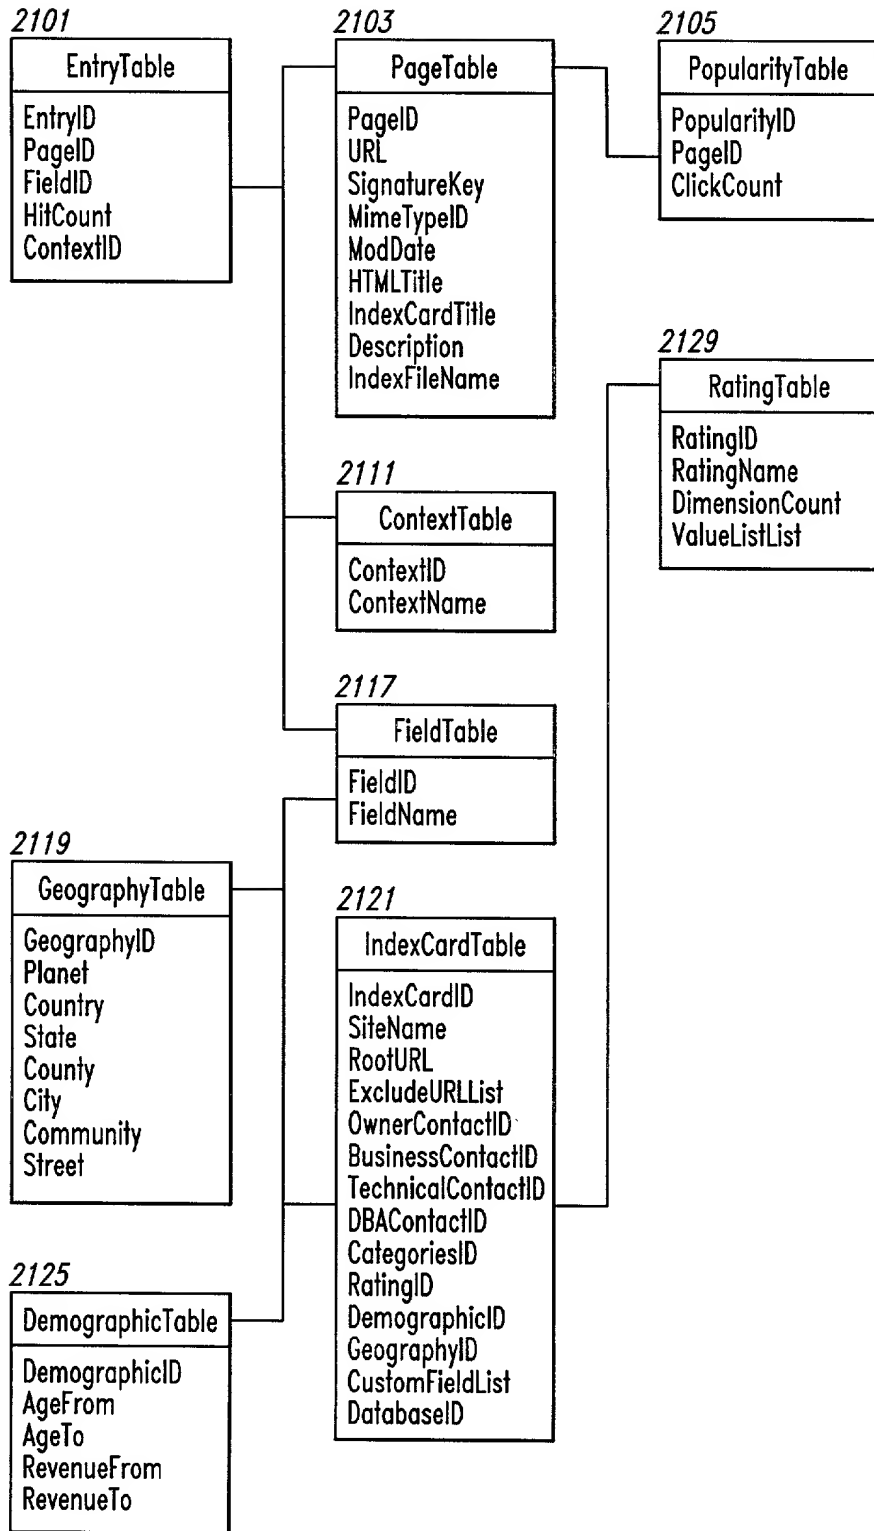 2101
EntryTable
EntryID
PageID
FieldID
HitCount
ContextID
2103
PageTable
PageID
URL
SignatureKey
MimeTypeID
ModDate
HTMLTitle
IndexCardTitle
Description
IndexFileName
2105
PopularityTable
PopularityID
PageID
ClickCount
2129
RatingTable
RatingID
RatingName
DimensionCount
ValueListList
2111
ContextTable
ContextID
ContextName
2117
FieldTable
FieldID
FieldName
2119
GeographyTable
GeographyID
Planet
Country
State
County
City
Community
Street
2121
IndexCardTable
IndexCardID
SiteName
RootURL
ExcludeURLList
OwnerContactID
BusinessContactID
TechnicalContactID
DBAContactID
CategoriesID
RatingID
DemographicID
GeographyID
CustomFieldList
DatabaseID
2125
DemographicTable
DemographicID
AgeFrom
AgeTo
RevenueFrom
RevenueTo